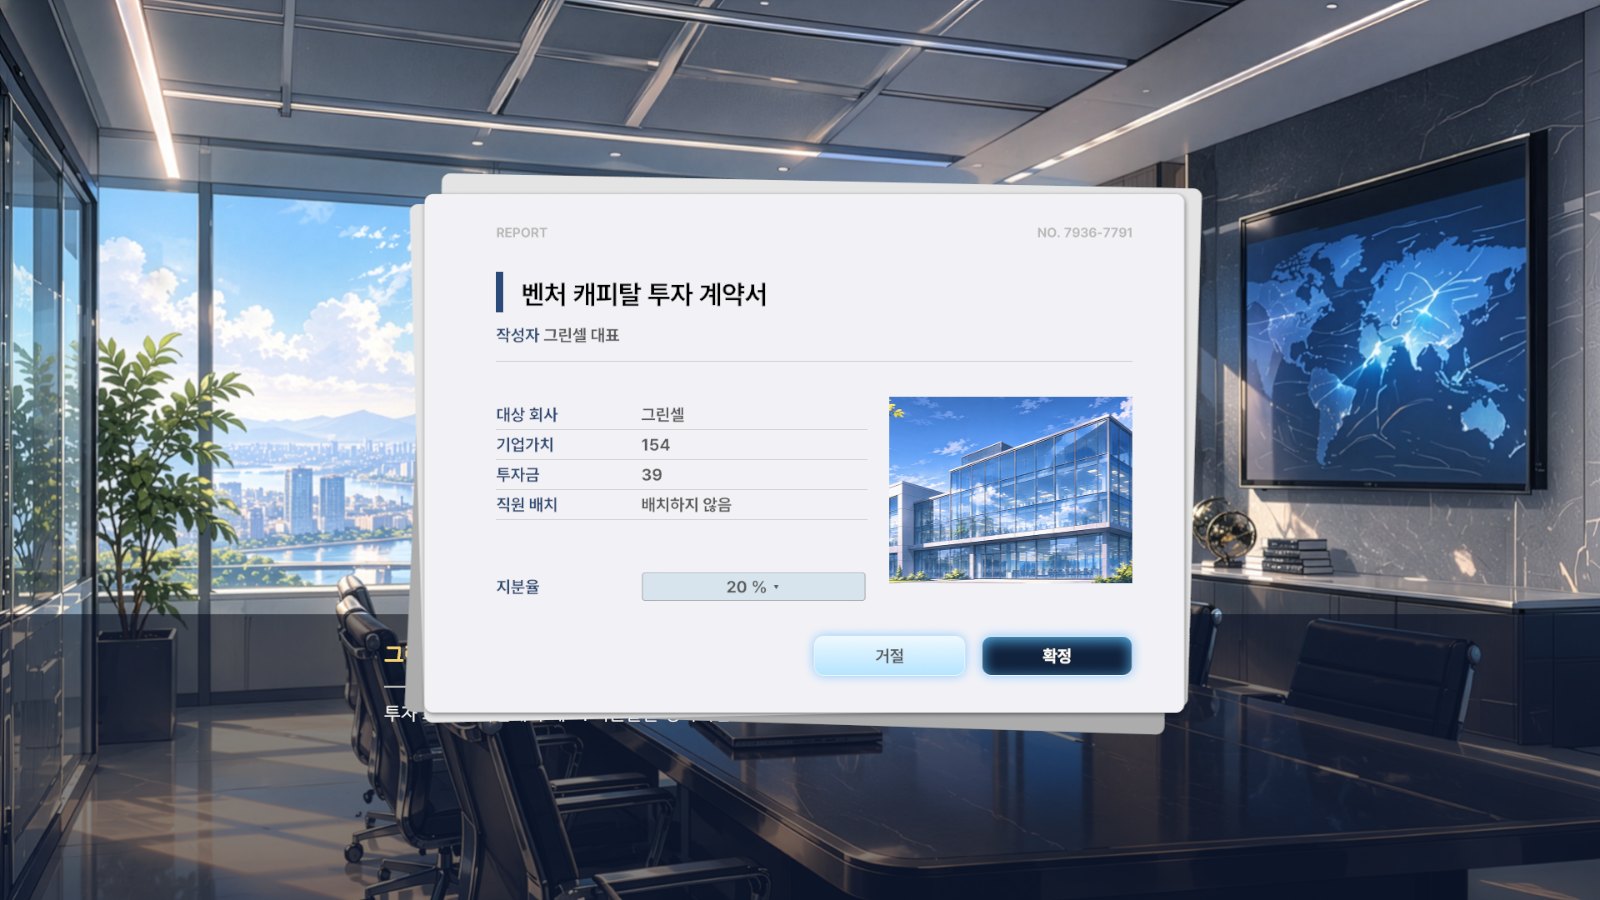 REPORT
NO. 7936-7791
벤처 캐피탈 투자 계약서
작성자 그린셀 대표
대상 회사 그린셀
기업가치 154
투자금 39
직원 배치 배치하지 않음
지분율 20 %
거절
확정
투자